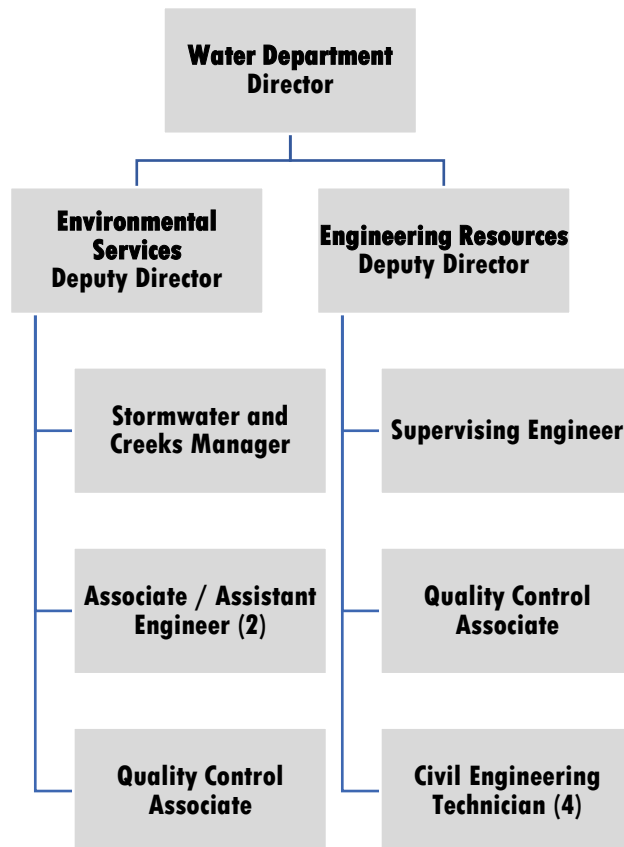 Water Department
Director
Environmental
Services
Deputy Director
Engineering Resources
Deputy Director
Stormwater and
Creeks Manager
Supervising Engineer
Associate / Assistant
Engineer (2)
Quality Control
Associate
Quality Control
Associate
Civil Engineering
Technician (4)